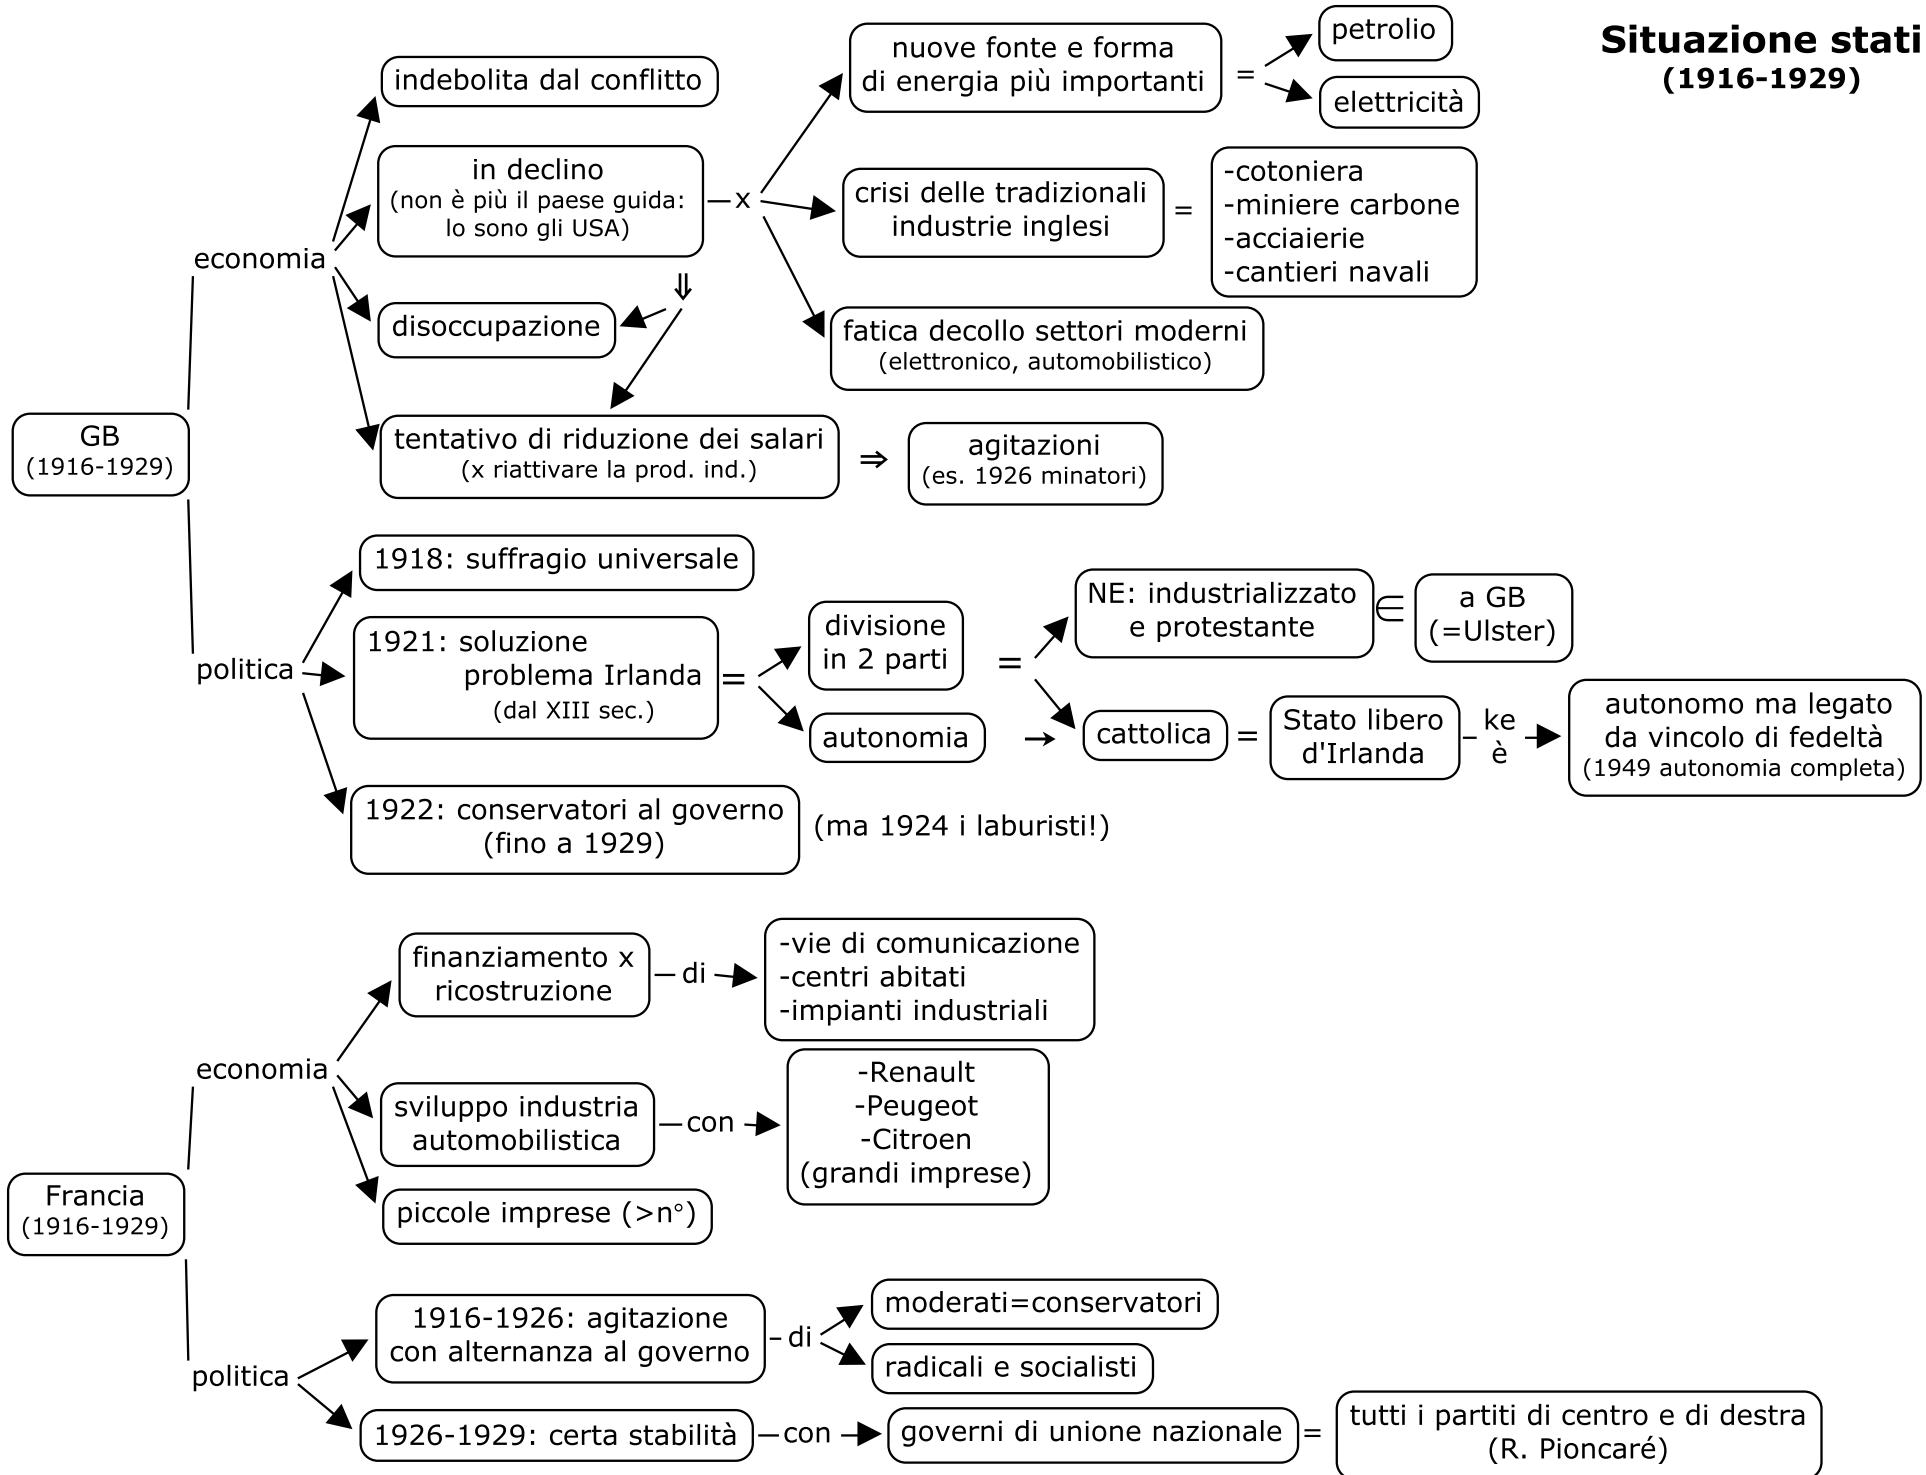 Situazione stati
(1916-1929)
GB
(1916-1929)
economia
indebolita dal conflitto
in declino
(non è più il paese guida:
lo sono gli USA)
x
nuove fonte e forma
di energia più importanti
=
petrolio
elettricità
crisi delle tradizionali
industrie inglesi
=
-cotoniera
-miniere carbone
-acciaierie
-cantieri navali
fatica decollo settori moderni
(elettronico, automobilistico)
⇓
disoccupazione
tentativo di riduzione dei salari
(x riattivare la prod. ind.)
⇒
agitazioni
(es. 1926 minatori)
politica
1918: suffragio universale
1921: soluzione
problema Irlanda
(dal XIII sec.)
=
divisione
in 2 parti
=
NE: industrializzato
e protestante
∈
a GB
(=Ulster)
autonomia
→
cattolica
=
Stato libero
d'Irlanda
ke
è
autonomo ma legato
da vincolo di fedeltà
(1949 autonomia completa)
1922: conservatori al governo
(fino a 1929)
(ma 1924 i laburisti!)
Francia
(1916-1929)
economia
finanziamento x
ricostruzione
di
-vie di comunicazione
-centri abitati
-impianti industriali
sviluppo industria
automobilistica
con
-Renault
-Peugeot
-Citroen
(grandi imprese)
piccole imprese (>n°)
politica
1916-1926: agitazione
con alternanza al governo
di
moderati=conservatori
radicali e socialisti
1926-1929: certa stabilità
con
governi di unione nazionale
=
tutti i partiti di centro e di destra
(R. Pioncaré)